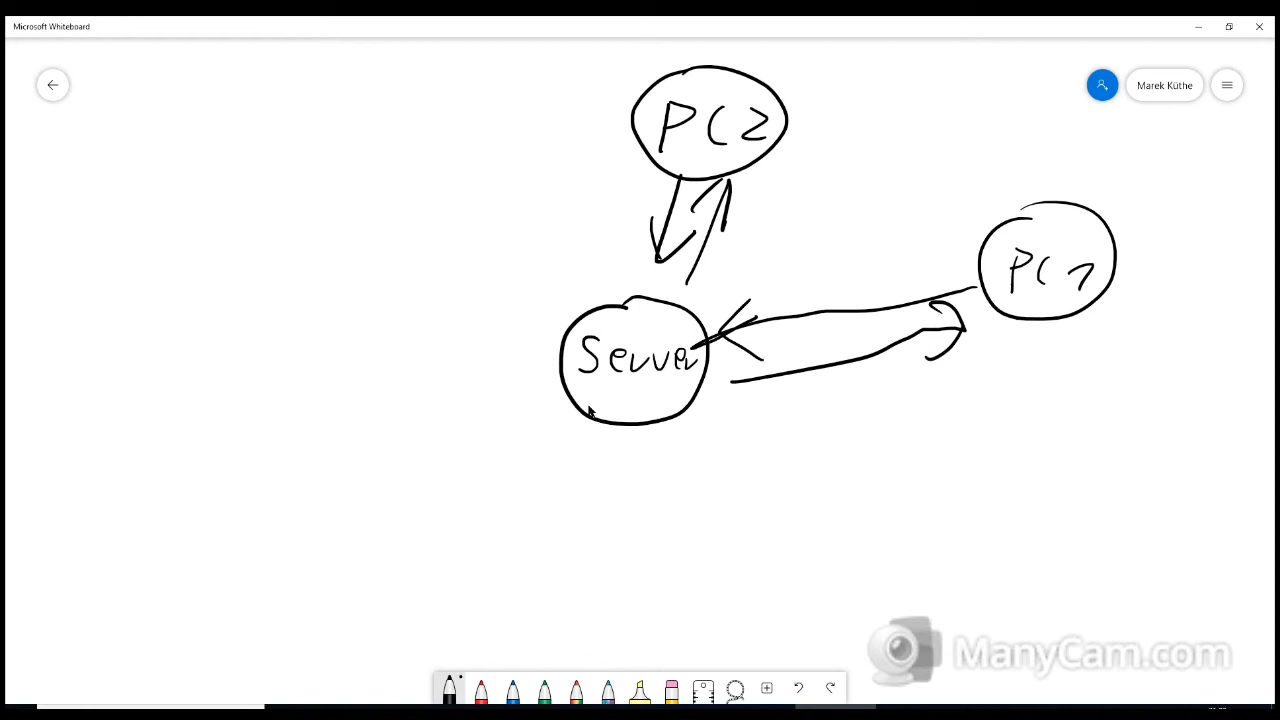 Microsoft Whiteboard
Marek Küthe
PC2
PC1
Server
ManyCam.com